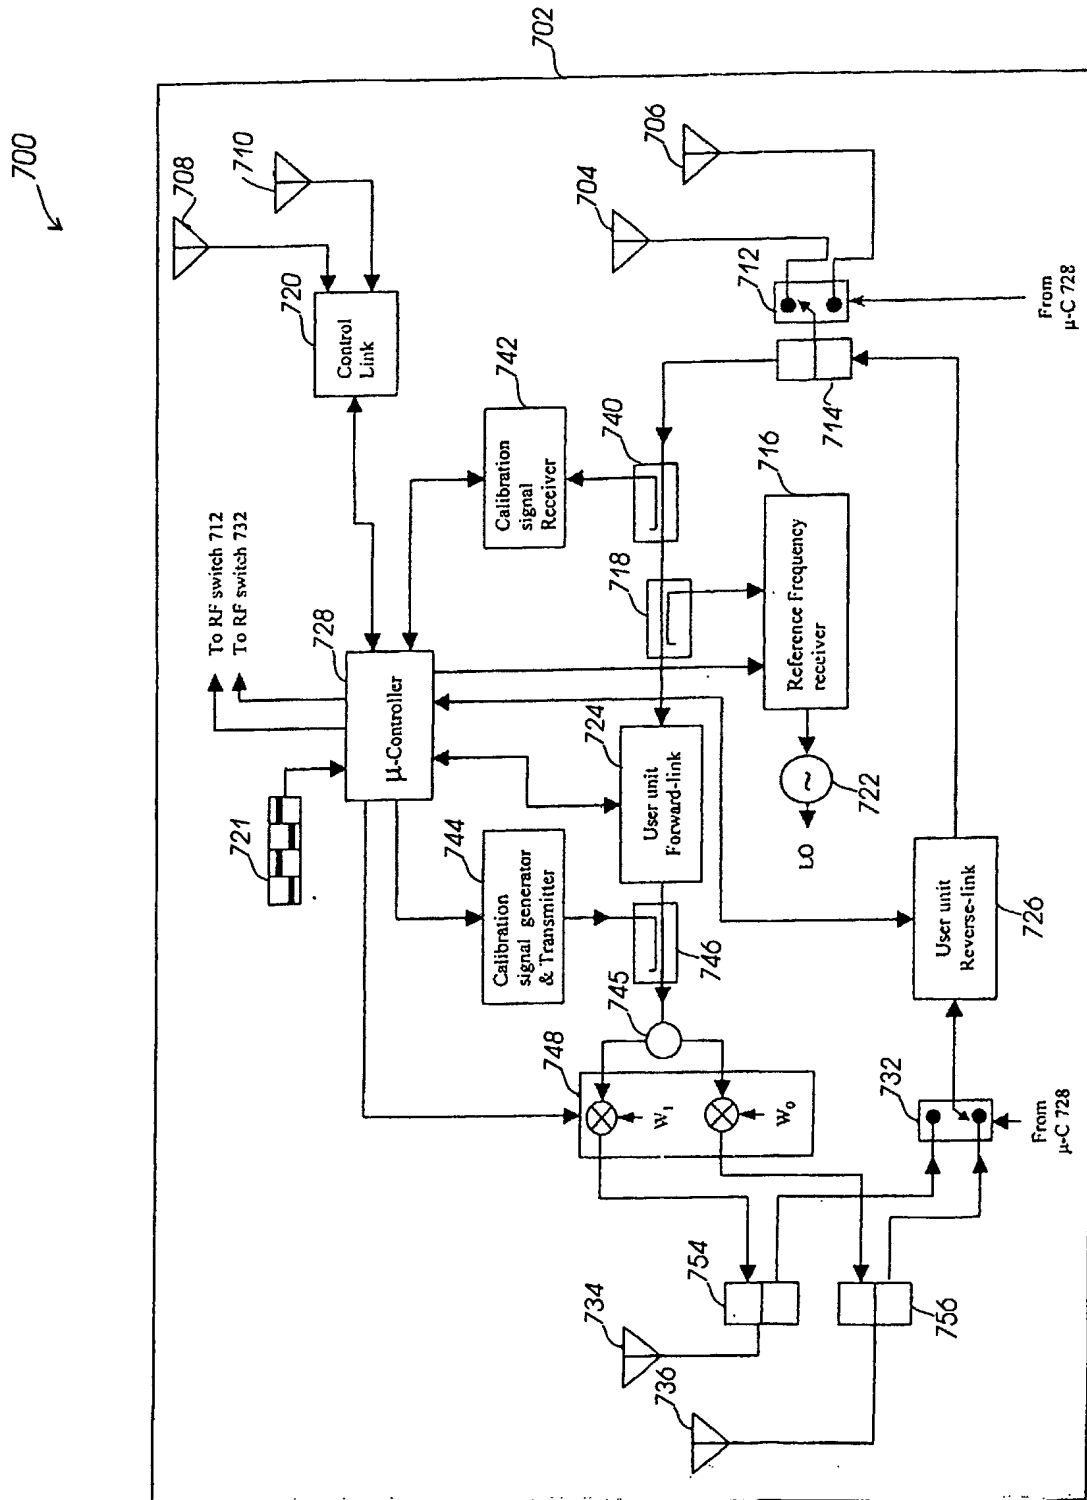 700
702
708
710
720
Control
Link
704
706
712
From
μ-C 728
714
742
Calibration
signal
Receiver
740
To RF switch 712
To RF switch 732
728
μ-Controller
718
716
Reference Frequency
receiver
721
744
Calibration
signal generator
& Transmitter
724
User unit
Forward-link
722
~
LO
746
745
726
User unit
Reverse-link
748
W1
W0
732
From
μ-C 728
754
756
734
736